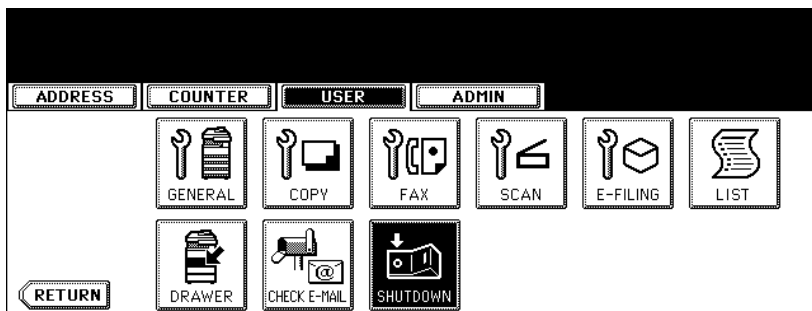 ADDRESS COUNTER USER ADMIN
GENERAL COPY FAX SCAN E-FILING LIST
DRAWER CHECK E-MAIL SHUTDOWN
RETURN